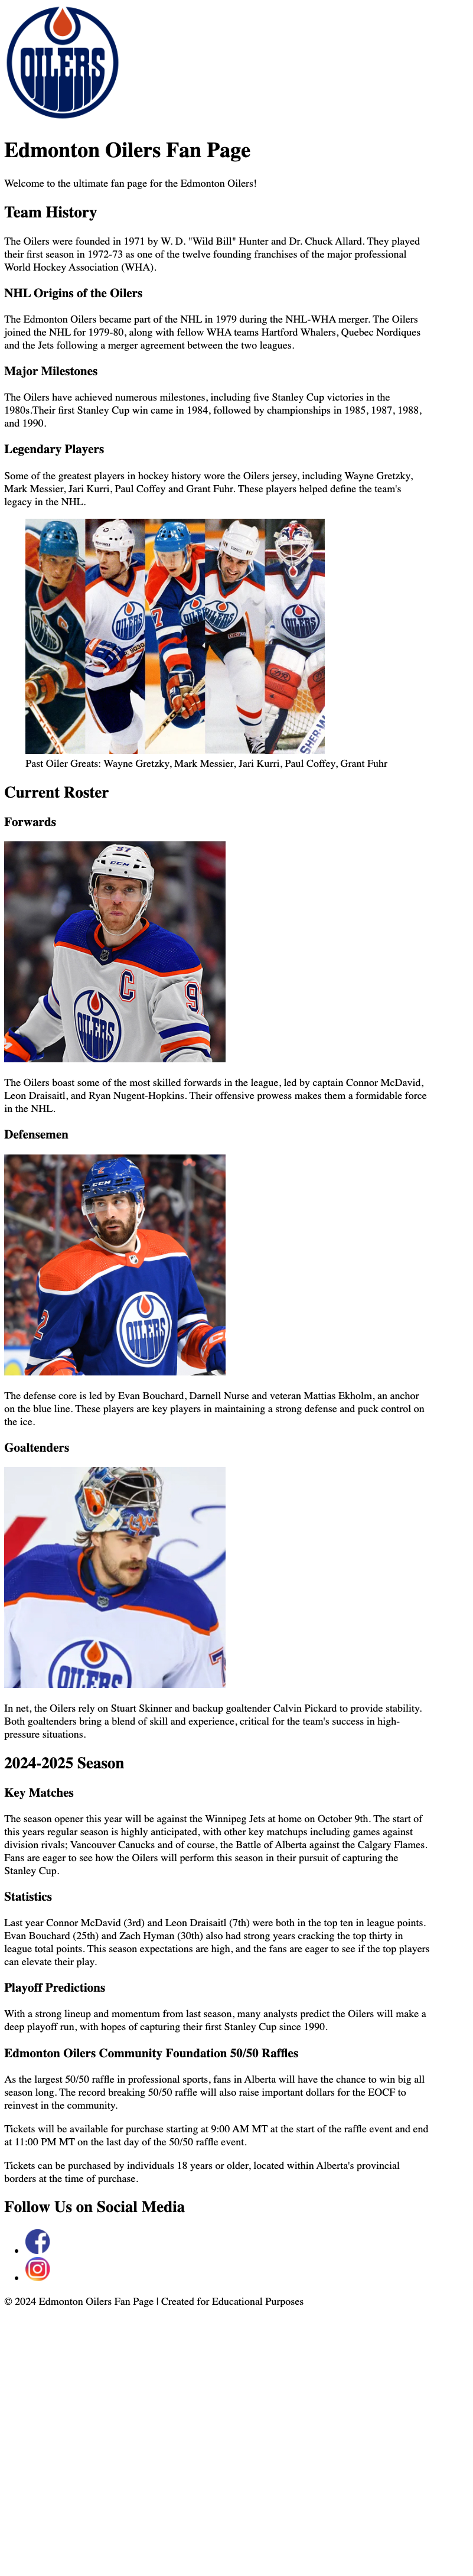 OILERS
Edmonton Oilers Fan Page
Welcome to the ultimate fan page for the Edmonton Oilers!
Team History
The Oilers were founded in 1971 by W. D. "Wild Bill" Hunter and Dr. Chuck Allard. They played
their first season in 1972-73 as one of the twelve founding franchises of the major professional
World Hockey Association (WHA).
NHL Origins of the Oilers
The Edmonton Oilers became part of the NHL in 1979 during the NHL-WHA merger. The Oilers
joined the NHL for 1979-80, along with fellow WHA teams Hartford Whalers, Quebec Nordiques
and the Jets following a merger agreement between the two leagues.
Major Milestones
The Oilers have achieved numerous milestones, including five Stanley Cup victories in the
1980s.Their first Stanley Cup win came in 1984, followed by championships in 1985, 1987, 1988,
and 1990.
Legendary Players
Some of the greatest players in hockey history wore the Oilers jersey, including Wayne Gretzky,
Mark Messier, Jari Kurri, Paul Coffey and Grant Fuhr. These players helped define the team's
legacy in the NHL.
OILERS
OILERS
OILERS
OILERS
7
SHER-W
Past Oiler Greats: Wayne Gretzky, Mark Messier, Jari Kurri, Paul Coffey, Grant Fuhr
Current Roster
Forwards
97
CCM
C
9
OILERS
The Oilers boast some of the most skilled forwards in the league, led by captain Connor McDavid,
Leon Draisaitl, and Ryan Nugent-Hopkins. Their offensive prowess makes them a formidable force
in the NHL.
Defensemen
2
CCM
2
OILERS
The defense core is led by Evan Bouchard, Darnell Nurse and veteran Mattias Ekholm, an anchor
on the blue line. These players are key players in maintaining a strong defense and puck control on
the ice.
Goaltenders
7
OILERS
In net, the Oilers rely on Stuart Skinner and backup goaltender Calvin Pickard to provide stability.
Both goaltenders bring a blend of skill and experience, critical for the team's success in high-
pressure situations.
2024-2025 Season
Key Matches
The season opener this year will be against the Winnipeg Jets at home on October 9th. The start of
this years regular season is highly anticipated, with other key matchups including games against
division rivals; Vancouver Canucks and of course, the Battle of Alberta against the Calgary Flames.
Fans are eager to see how the Oilers will perform this season in their pursuit of capturing the
Stanley Cup.
Statistics
Last year Connor McDavid (3rd) and Leon Draisaitl (7th) were both in the top ten in league points.
Evan Bouchard (25th) and Zach Hyman (30th) also had strong years cracking the top thirty in
league total points. This season expectations are high, and the fans are eager to see if the top players
can elevate their play.
Playoff Predictions
With a strong lineup and momentum from last season, many analysts predict the Oilers will make a
deep playoff run, with hopes of capturing their first Stanley Cup since 1990.
Edmonton Oilers Community Foundation 50/50 Raffles
As the largest 50/50 raffle in professional sports, fans in Alberta will have the chance to win big all
season long. The record breaking 50/50 raffle will also raise important dollars for the EOCF to
reinvest in the community.
Tickets will be available for purchase starting at 9:00 AM MT at the start of the raffle event and end
at 11:00 PM MT on the last day of the 50/50 raffle event.
Tickets can be purchased by individuals 18 years or older, located within Alberta's provincial
borders at the time of purchase.
Follow Us on Social Media
© 2024 Edmonton Oilers Fan Page | Created for Educational Purposes